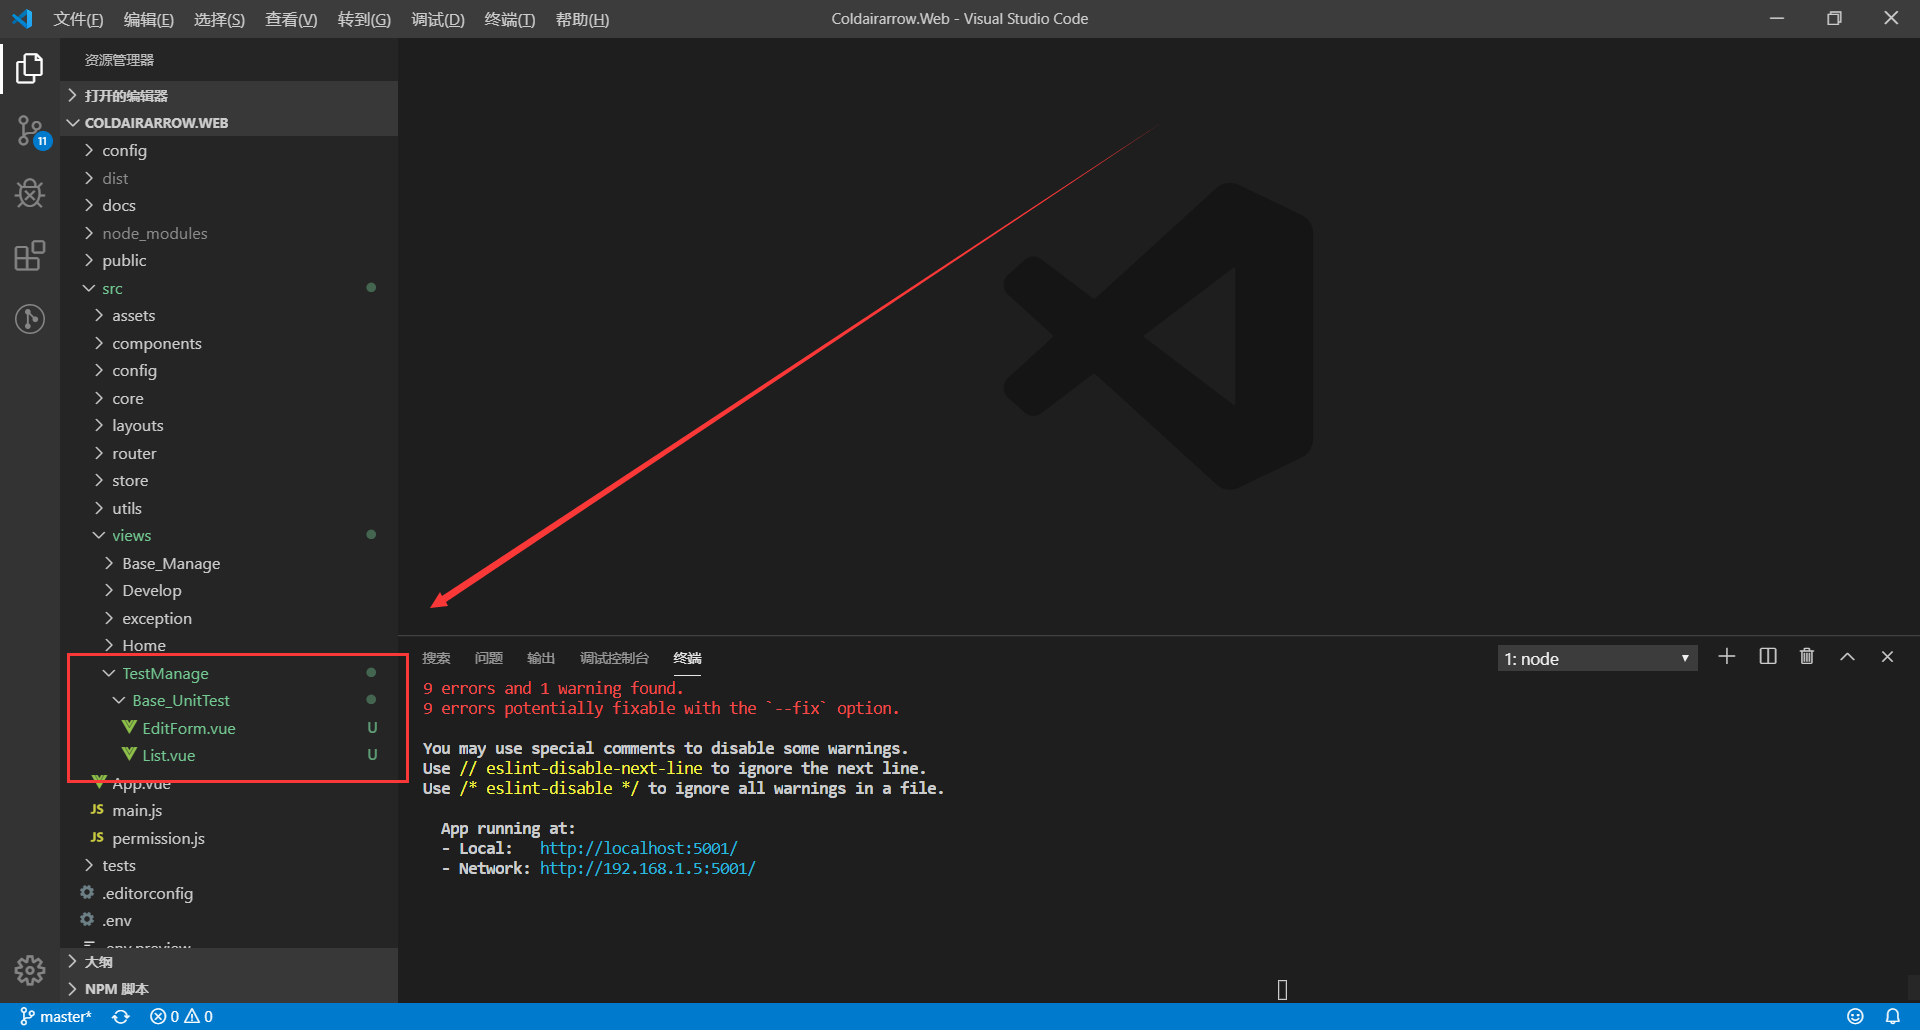 文件(F) 编辑(E) 选择(S) 查看(V) 转到(G) 调试(D) 终端(T) 帮助(H)
Coldairarrow.Web - Visual Studio Code
资源管理器
打开的编辑器
COLDAIRARROW.WEB
config
dist
docs
node_modules
public
src
assets
components
config
core
layouts
router
store
utils
views
Base_Manage
Develop
exception
Home
TestManage
Base_UnitTest
EditForm.vue U
List.vue U
App.vue
JS main.js
JS permission.js
tests
.editorconfig
.env
.env.preview
大纲
NPM 脚本
11
搜索 问题 输出 调试控制台 终端
1: node
9 errors and 1 warning found.
9 errors potentially fixable with the `--fix` option.
You may use special comments to disable some warnings.
Use // eslint-disable-next-line to ignore the next line.
Use /* eslint-disable */ to ignore all warnings in a file.
App running at:
- Local: http://localhost:5001/
- Network: http://192.168.1.5:5001/
master* 0 0